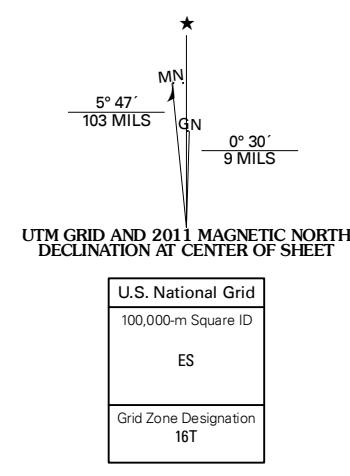 ★
MN
5° 47´
103 MILS
GN
0° 30´
9 MILS
UTM GRID AND 2011 MAGNETIC NORTH
DECLINATION AT CENTER OF SHEET
U.S. National Grid
100,000-m Square ID
ES
Grid Zone Designation
16T